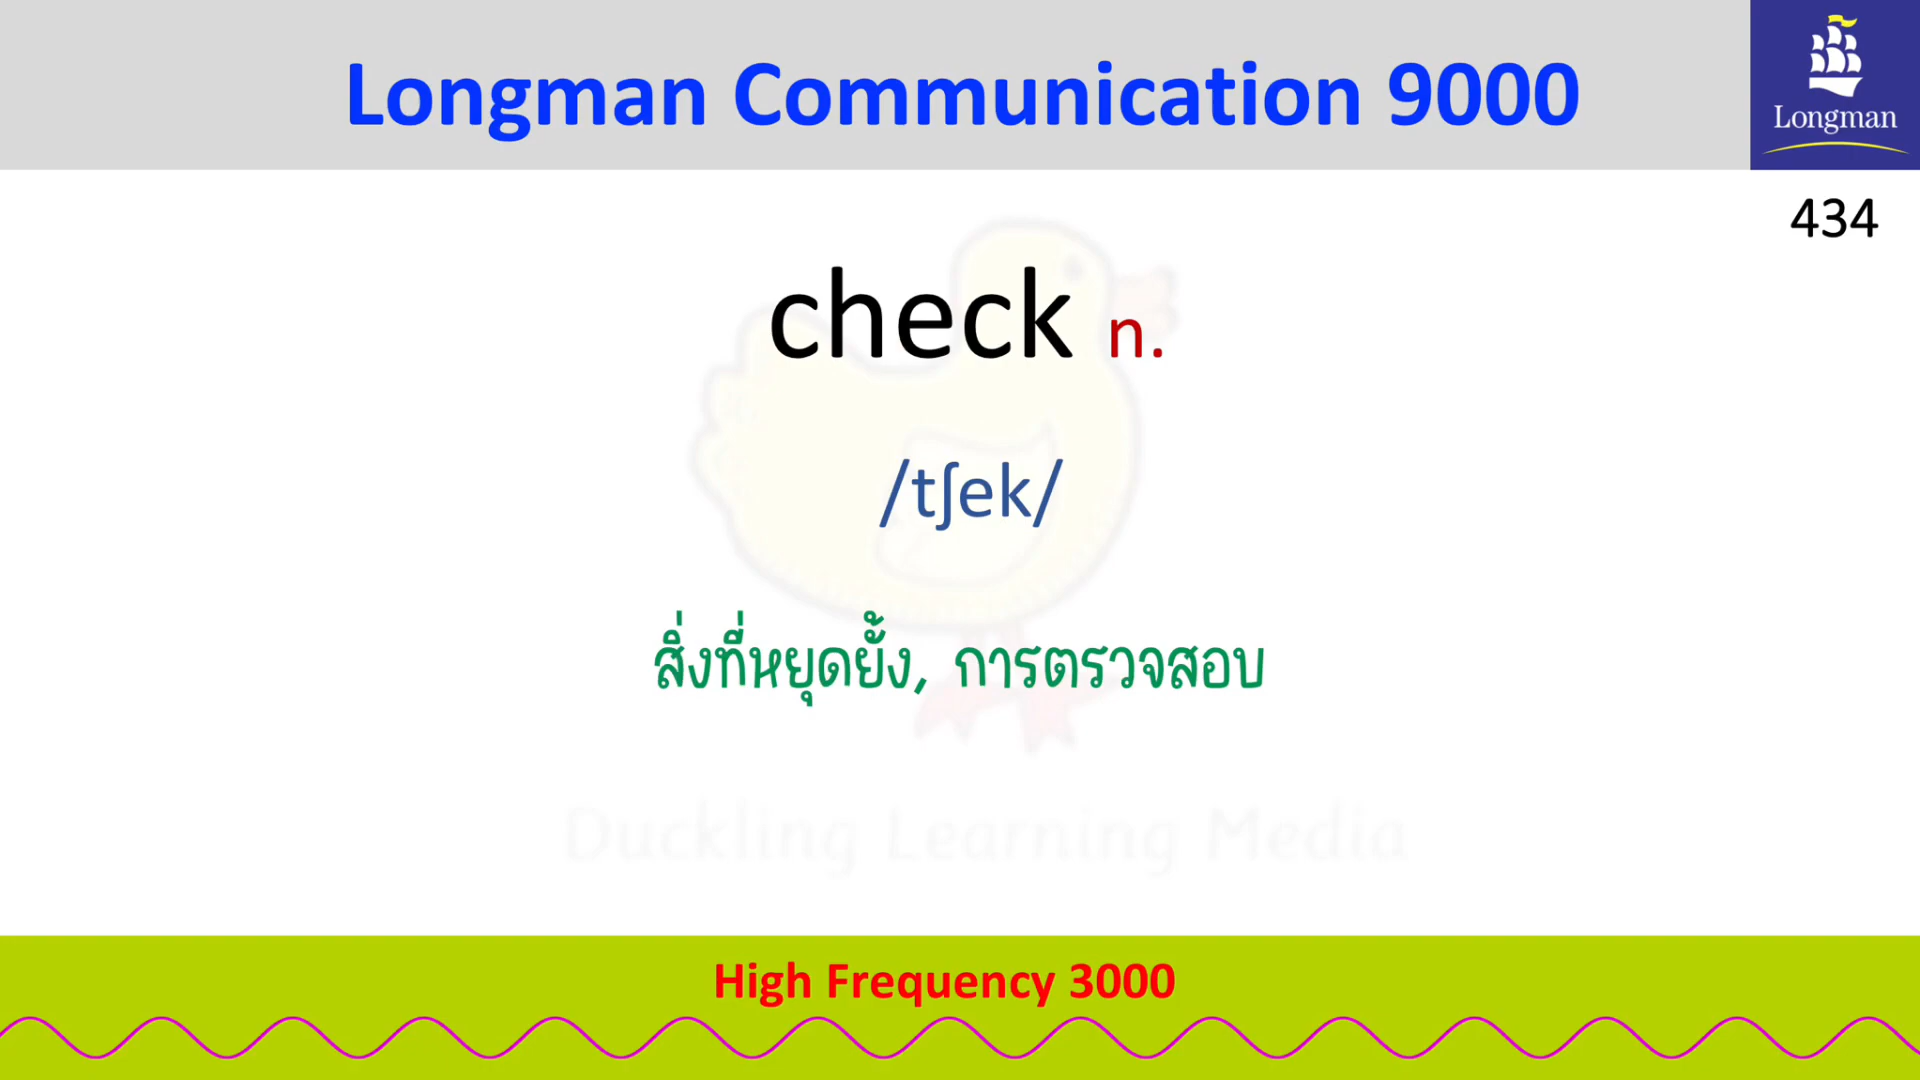 Longman Communication 9000
Longman
434
check n.
/tʃek/
สิ่งที่หยุดยั้ง, การตรวจสอบ
Duckling Learning Media
High Frequency 3000